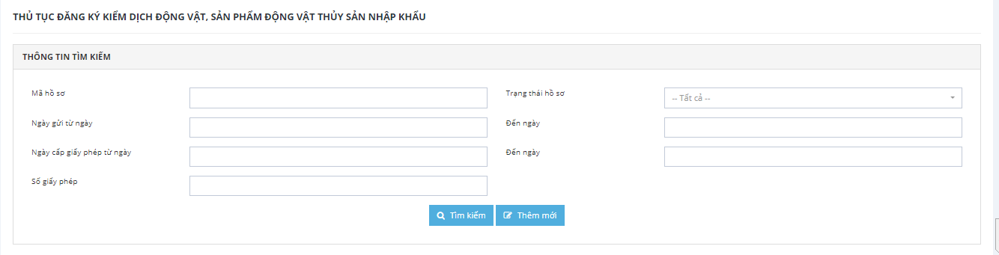 THỦ TỤC ĐĂNG KÝ KIỂM DỊCH ĐỘNG VẬT, SẢN PHẨM ĐỘNG VẬT THỦY SẢN NHẬP KHẨU
THÔNG TIN TÌM KIẾM
Mã hồ sơ
Trạng thái hồ sơ
-- Tất cả --
Ngày gửi từ ngày
Đến ngày
Ngày cấp giấy phép từ ngày
Đến ngày
Số giấy phép
Tìm kiếm
Thêm mới